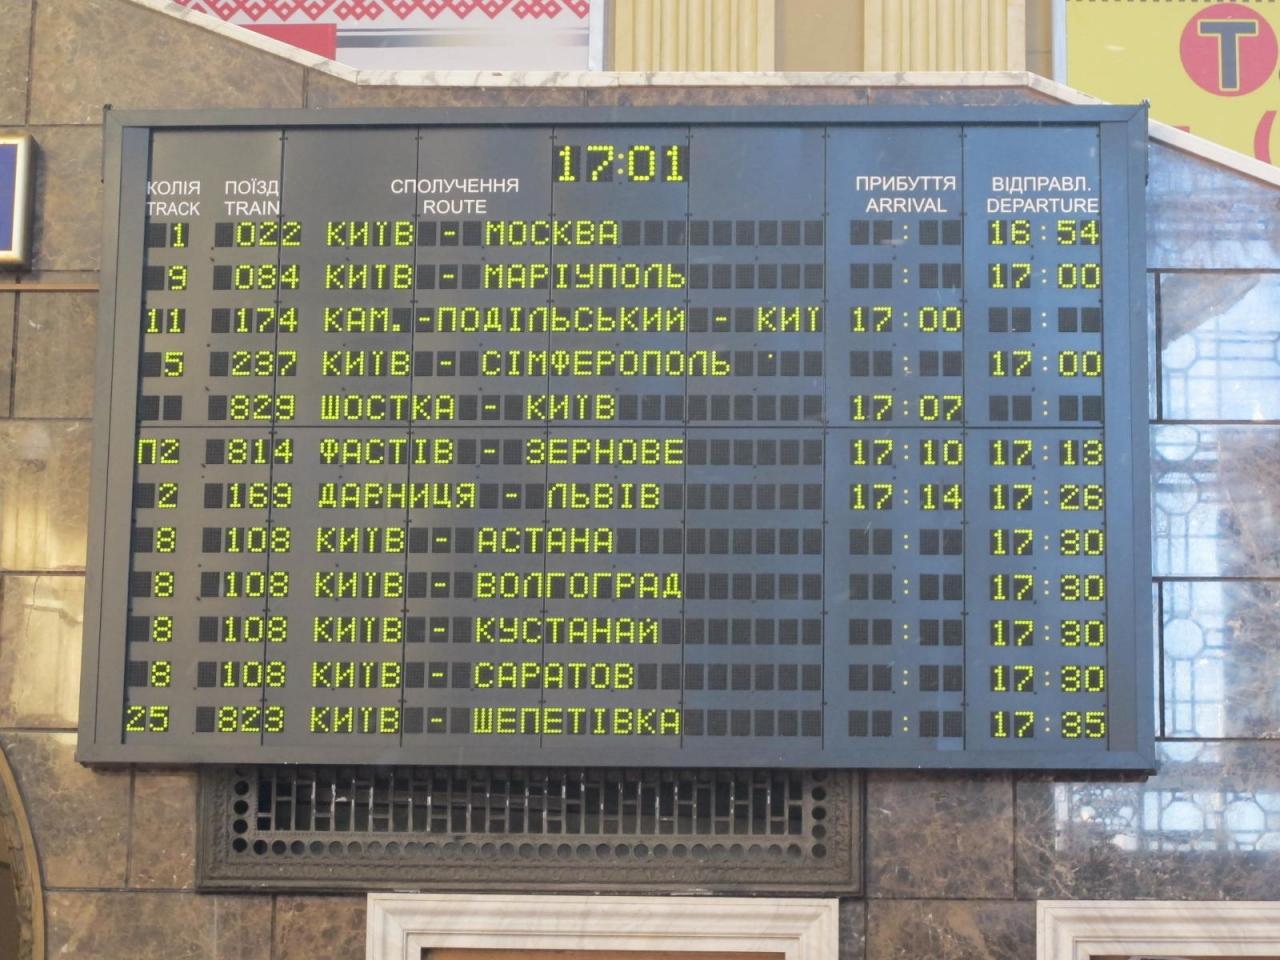 Т
17:01
КОЛІЯ ПОЇЗД СПОЛУЧЕННЯ ПРИБУТТЯ ВІДПРАВЛ.
TRACK TRAIN ROUTE ARRIVAL DEPARTURE
1 022 КИЇВ - МОСКВА : 16:54
9 084 КИЇВ - МАРІУПОЛЬ : 17:00
11 174 КАМ. -ПОДІЛЬСЬКИЙ - КИЇ 17:00 :
5 237 КИЇВ - СІМФЕРОПОЛЬ : 17:00
829 ШОСТКА - КИЇВ 17:07 :
П2 814 ФАСТІВ - ЗЕРНОВЕ 17:10 17:13
2 169 ДАРНИЦЯ - ЛЬВІВ 17:14 17:26
8 108 КИЇВ - АСТАНА : 17:30
8 108 КИЇВ - ВОЛГОГРАД : 17:30
8 108 КИЇВ - КУСТАНАЙ : 17:30
8 108 КИЇВ - САРАТОВ : 17:30
25 823 КИЇВ - ШЕПЕТІВКА : 17:35